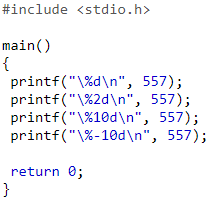 #include <stdio.h>
main()
{
printf("\%d\n", 557);
printf("\%2d\n", 557);
printf("\%10d\n", 557);
printf("\%-10d\n", 557);
return 0;
}